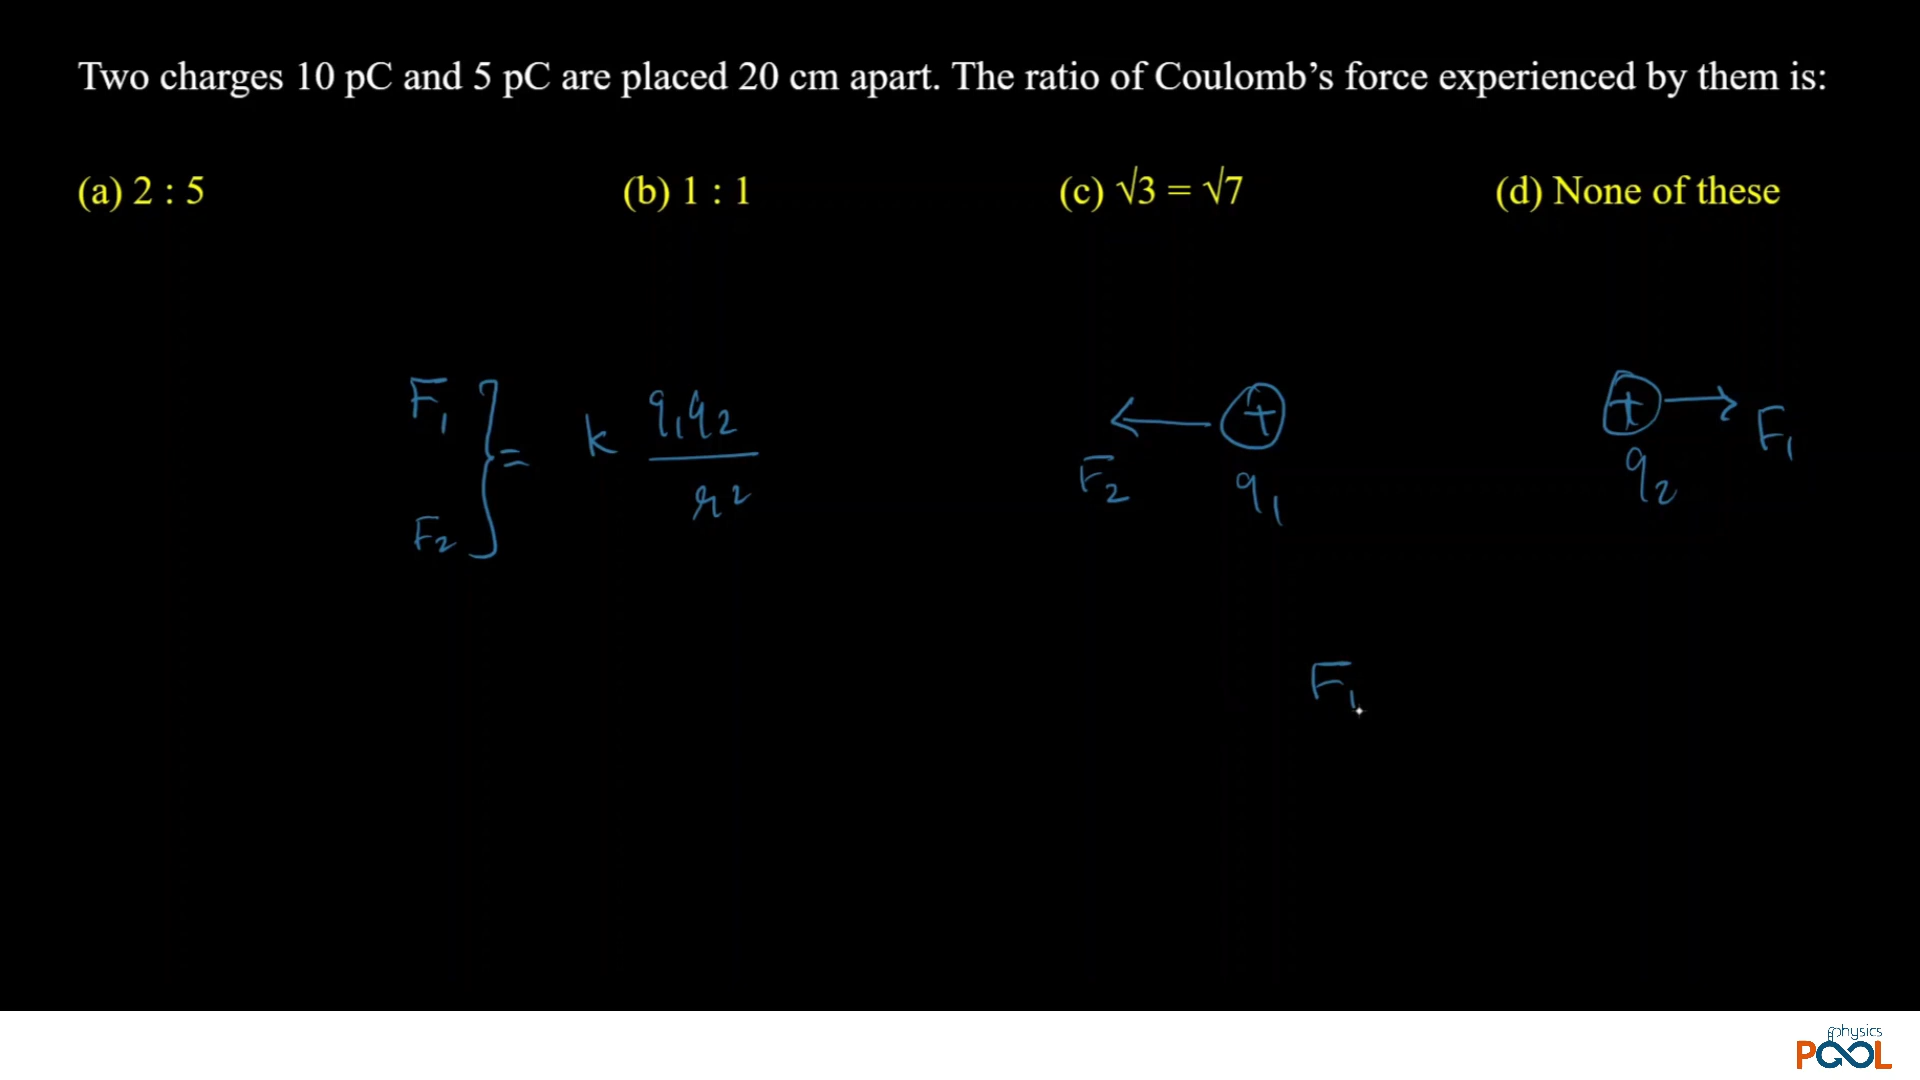 Two charges 10 pC and 5 pC are placed 20 cm apart. The ratio of Coulomb’s force experienced by them is:
(a) 2 : 5 (b) 1 : 1 (c) √3 = √7 (d) None of these
F₁
F₂
} = k q₁q₂ / r²
F₂ + q₁ + q₂ F₁
F₁
physics
POOL